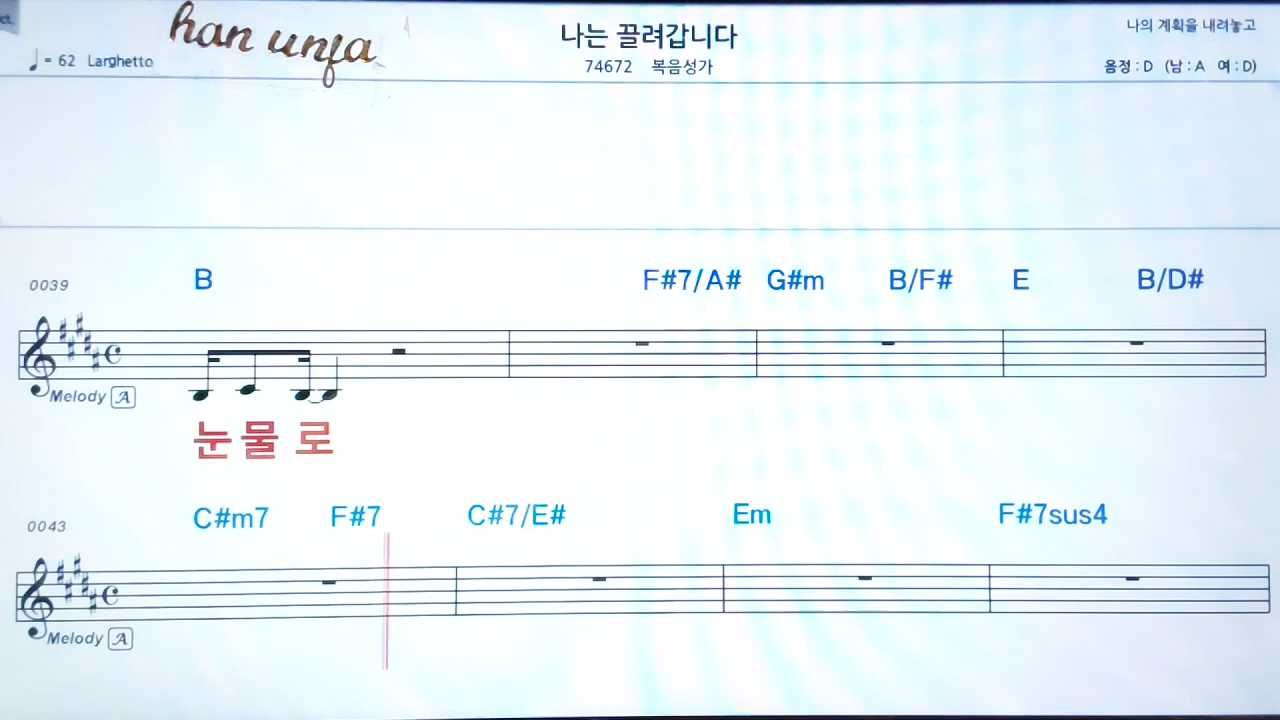 han unfa
나는 끌려갑니다
나의 계획을 내려놓고
♩= 62 Larghetto
74672 복음성가
음정 : D (남 : A 여 : D)
0039
B F#7/A# G#m B/F# E B/D#
Melody A
눈물로
0043
C#m7 F#7 C#7/E# Em F#7sus4
Melody A